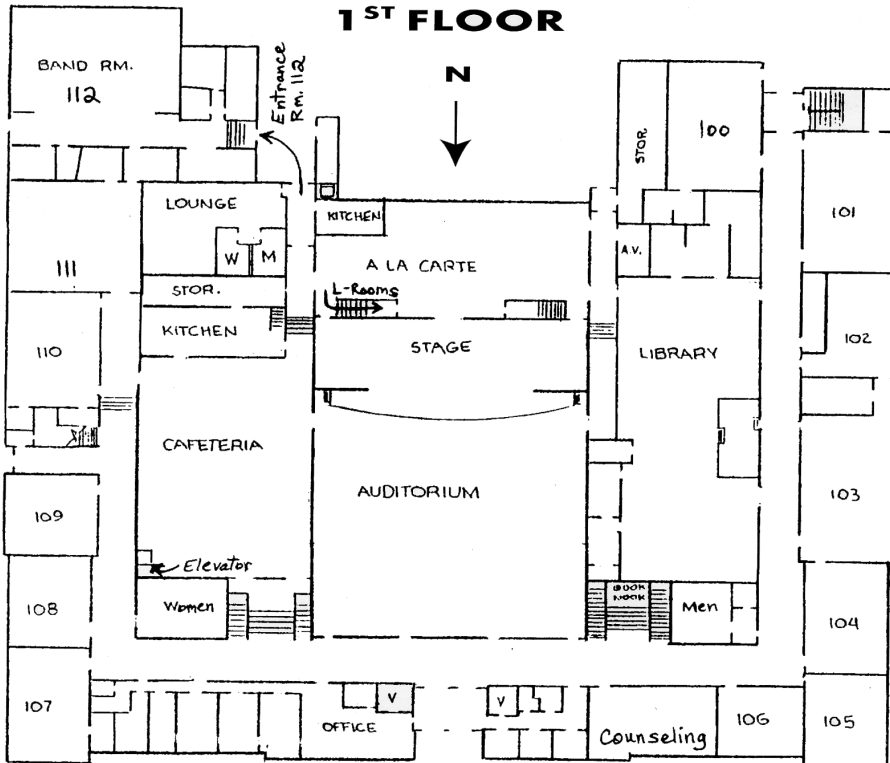 1ST FLOOR
N
BAND RM.
112
Entrance
Rm. 112
STOR
100
LOUNGE
W
M
KITCHEN
A LA CARTE
A.V.
101
111
STOR.
L-Rooms
KITCHEN
STAGE
LIBRARY
102
110
CAFETERIA
AUDITORIUM
103
109
Elevator
108
Women
BOOK
NOOK
Men
104
107
OFFICE
V
V
Counseling
106
105